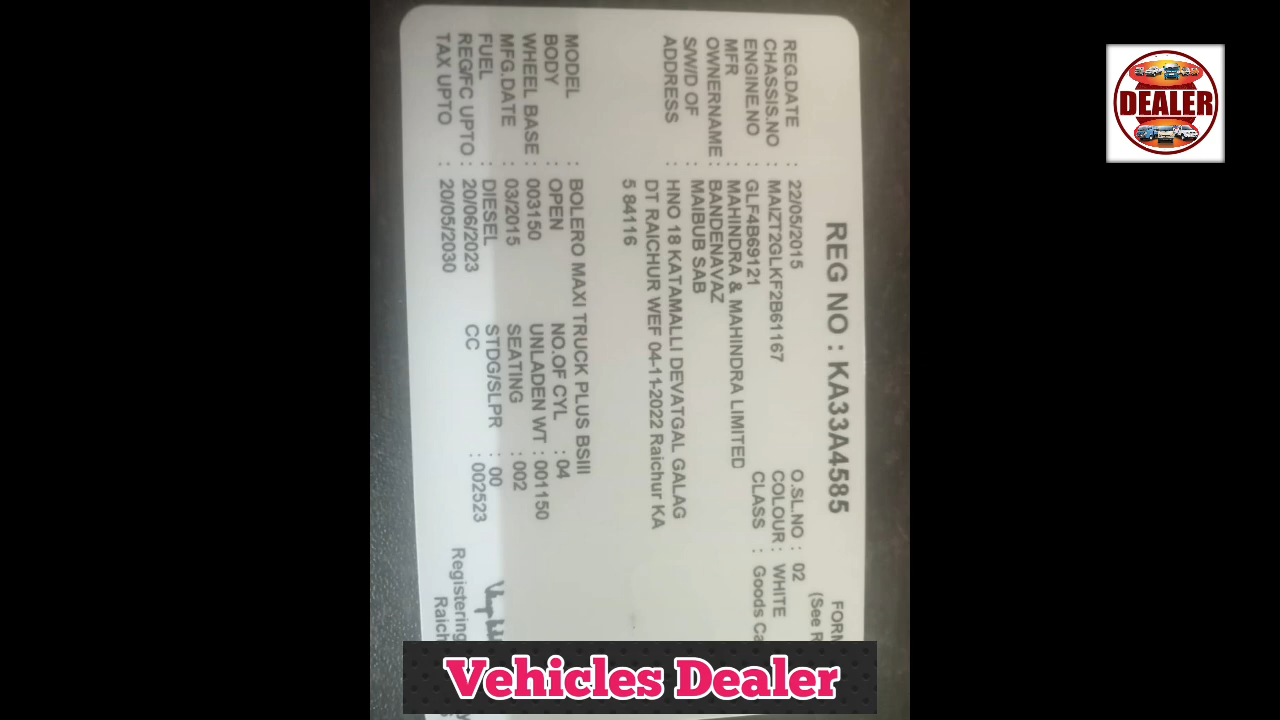 FORM
REG NO : KA33A4585 (See R
REG.DATE : 22/05/2015 O.SL.NO : 02
CHASSIS.NO : MAIZT2GLKF2B61167 COLOUR : WHITE
ENGINE.NO : GLF4B69121 CLASS : Goods Ca
MFR : MAHINDRA & MAHINDRA LIMITED
OWNERNAME : BANDENAVAZ
S/W/D OF : MAIBUB SAB
ADDRESS : HNO 18 KATAMALLI DEVATGAL GALAG
DT RAICHUR WEF 04-11-2022 Raichur KA
5 84116
MODEL : BOLERO MAXI TRUCK PLUS BSIII
BODY : OPEN NO.OF CYL : 04
WHEEL BASE : 003150 UNLADEN WT : 001150
MFG.DATE : 03/2015 SEATING : 002
FUEL : DIESEL STDG/SLPR : 00
REG/FC UPTO : 20/06/2023 CC : 002523
TAX UPTO : 20/05/2030 Registering
Raich
DEALER
Vehicles Dealer